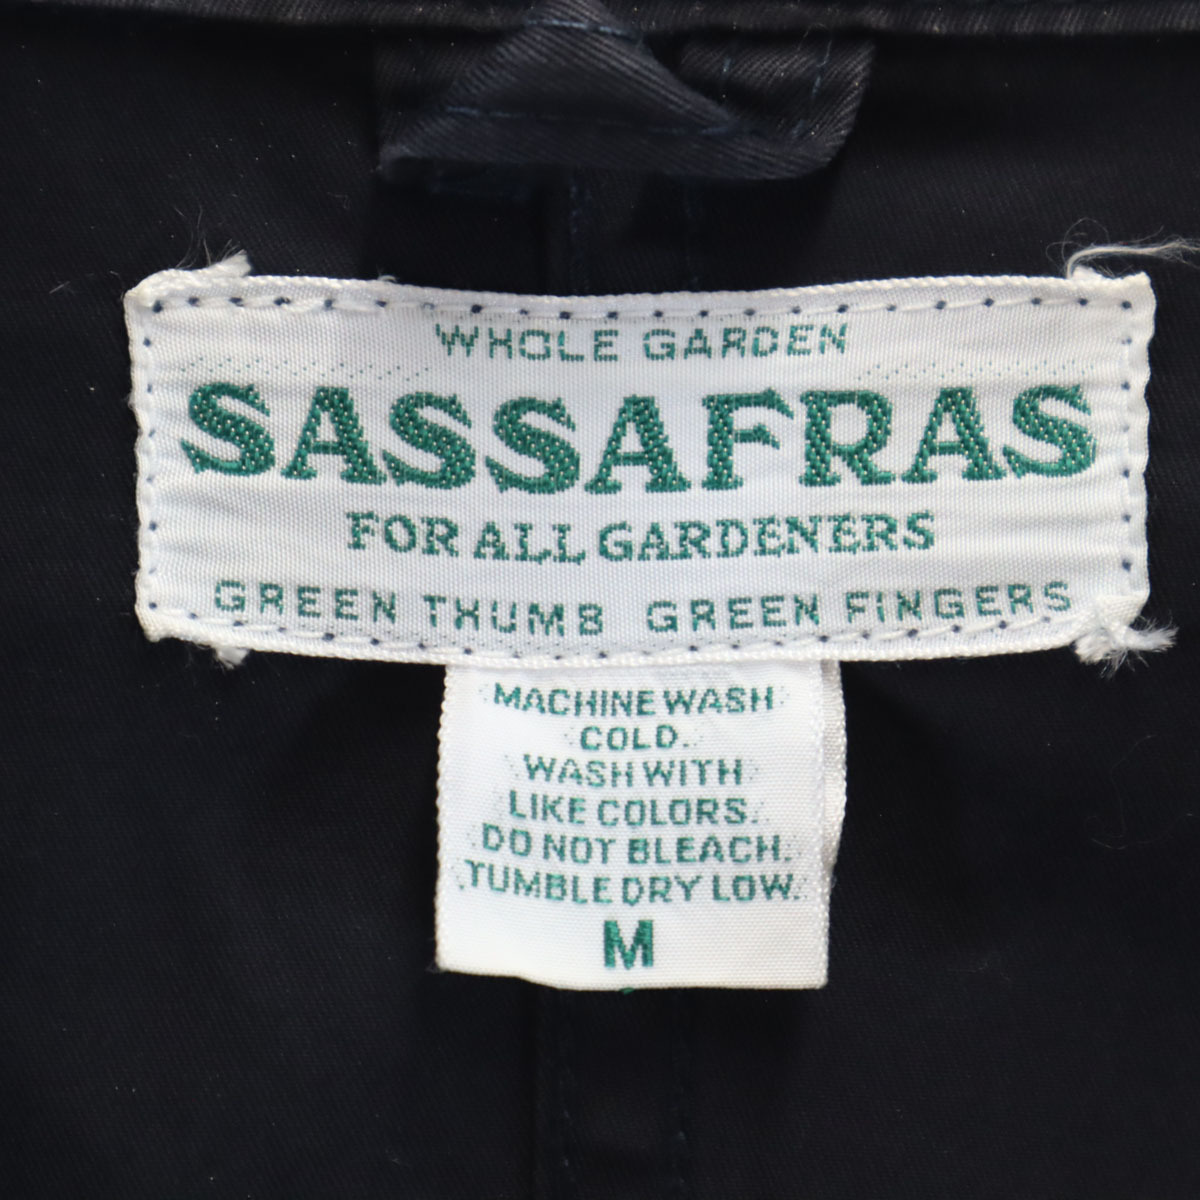 WHOLE GARDEN
SASSAFRAS
FOR ALL GARDENERS
GREEN THUMB GREEN FINGERS
MACHINE WASH
COLD.
WASH WITH
LIKE COLORS.
DO NOT BLEACH.
TUMBLE DRY LOW.
M